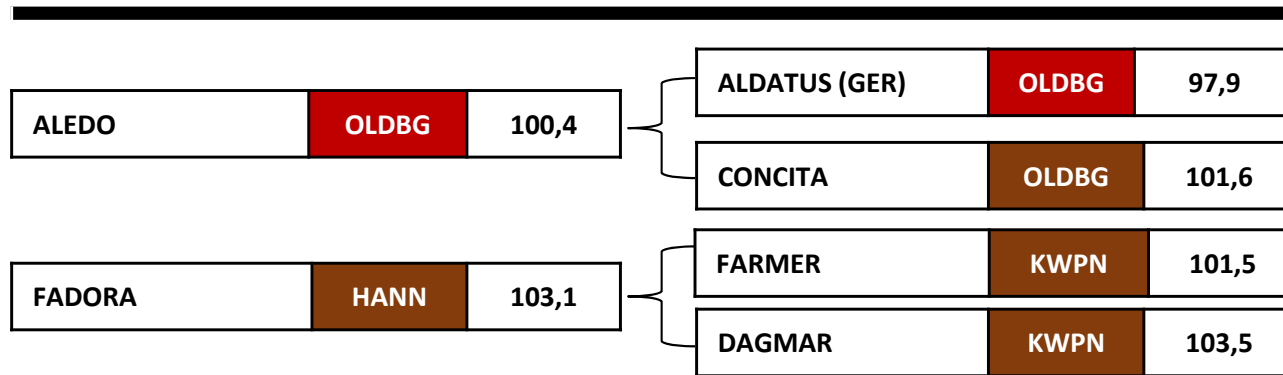 ALDATUS (GER) OLDBG 97,9
ALEDO OLDBG 100,4
CONCITA OLDBG 101,6
FARMER KWPN 101,5
FADORA HANN 103,1
DAGMAR KWPN 103,5